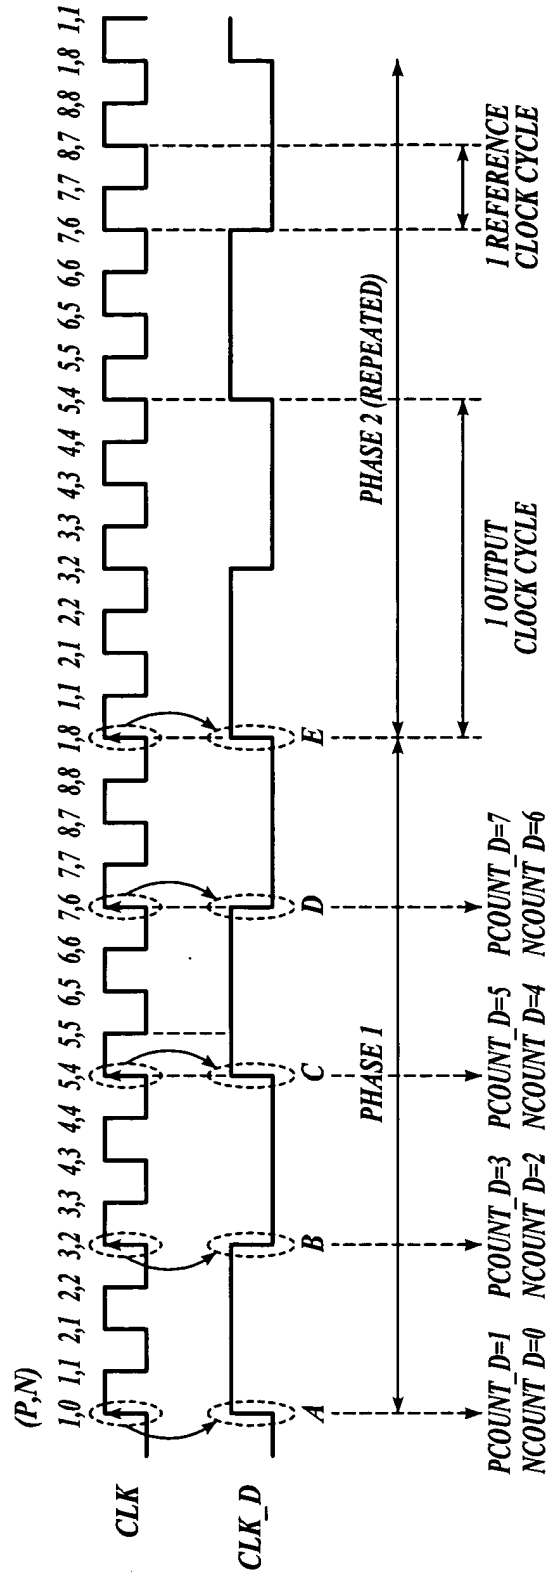 (P,N)
1,0 1,1 2,1 2,2 3,2 3,3 4,3 4,4 5,4 5,5 6,5 6,6 7,6 7,7 8,7 8,8 1,8 1,1 2,1 2,2 3,2 3,3 4,3 4,4 5,4 5,5 6,5 6,6 7,6 7,7 8,7 8,8 1,8 1,1
CLK
CLK_D
A B C D E
PHASE 1 PHASE 2 (REPEATED)
PCOUNT_D=1
NCOUNT_D=0
PCOUNT_D=3
NCOUNT_D=2
PCOUNT_D=5
NCOUNT_D=4
PCOUNT_D=7
NCOUNT_D=6
1 OUTPUT
CLOCK CYCLE
1 REFERENCE
CLOCK CYCLE